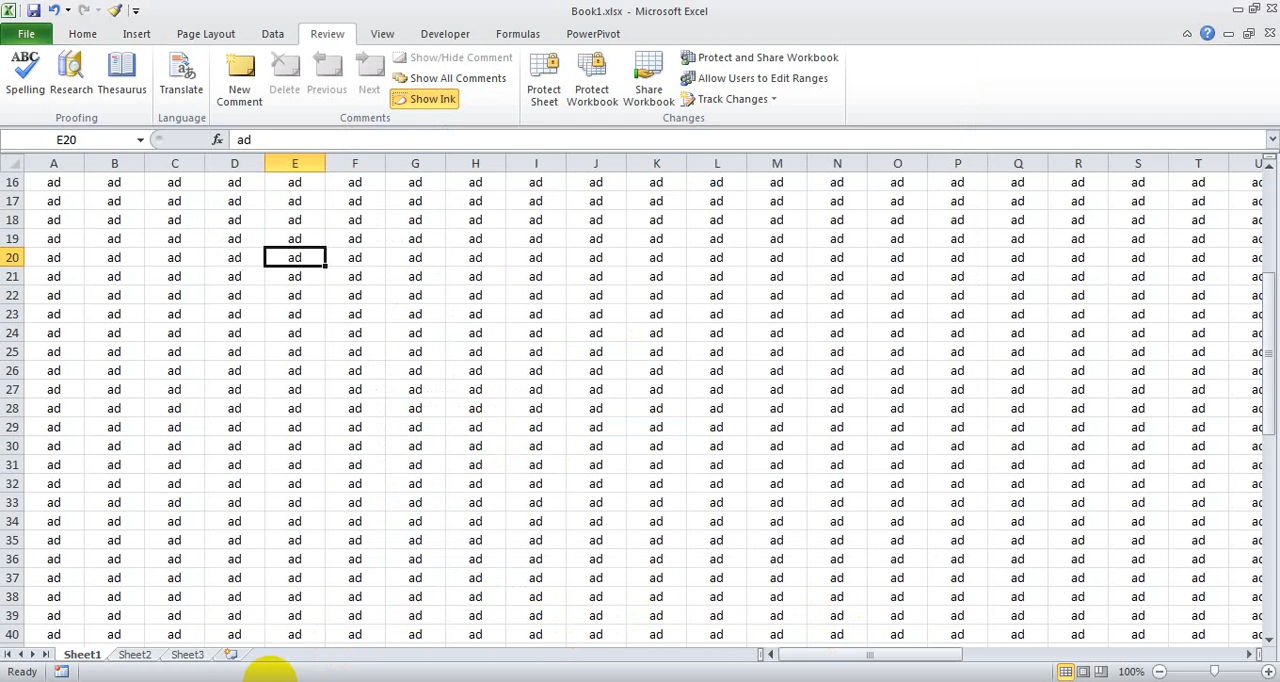 Book1.xlsx - Microsoft Excel
File Home Insert Page Layout Data Review View Developer Formulas PowerPivot
Spelling Research Thesaurus Translate New Comment Delete Previous Next Show/Hide Comment Show All Comments Show Ink Protect Sheet Protect Workbook Share Workbook Protect and Share Workbook Allow Users to Edit Ranges Track Changes
ABC
Proofing Language Comments Changes
E20 fx ad
A B C D E F G H I J K L M N O P Q R S T U
16 ad ad ad ad ad ad ad ad ad ad ad ad ad ad ad ad ad ad ad ad
17 ad ad ad ad ad ad ad ad ad ad ad ad ad ad ad ad ad ad ad ad
18 ad ad ad ad ad ad ad ad ad ad ad ad ad ad ad ad ad ad ad ad
19 ad ad ad ad ad ad ad ad ad ad ad ad ad ad ad ad ad ad ad ad
20 ad ad ad ad ad ad ad ad ad ad ad ad ad ad ad ad ad ad ad ad
21 ad ad ad ad ad ad ad ad ad ad ad ad ad ad ad ad ad ad ad ad
22 ad ad ad ad ad ad ad ad ad ad ad ad ad ad ad ad ad ad ad ad
23 ad ad ad ad ad ad ad ad ad ad ad ad ad ad ad ad ad ad ad ad
24 ad ad ad ad ad ad ad ad ad ad ad ad ad ad ad ad ad ad ad ad
25 ad ad ad ad ad ad ad ad ad ad ad ad ad ad ad ad ad ad ad ad
26 ad ad ad ad ad ad ad ad ad ad ad ad ad ad ad ad ad ad ad ad
27 ad ad ad ad ad ad ad ad ad ad ad ad ad ad ad ad ad ad ad ad
28 ad ad ad ad ad ad ad ad ad ad ad ad ad ad ad ad ad ad ad ad
29 ad ad ad ad ad ad ad ad ad ad ad ad ad ad ad ad ad ad ad ad
30 ad ad ad ad ad ad ad ad ad ad ad ad ad ad ad ad ad ad ad ad
31 ad ad ad ad ad ad ad ad ad ad ad ad ad ad ad ad ad ad ad ad
32 ad ad ad ad ad ad ad ad ad ad ad ad ad ad ad ad ad ad ad ad
33 ad ad ad ad ad ad ad ad ad ad ad ad ad ad ad ad ad ad ad ad
34 ad ad ad ad ad ad ad ad ad ad ad ad ad ad ad ad ad ad ad ad
35 ad ad ad ad ad ad ad ad ad ad ad ad ad ad ad ad ad ad ad ad
36 ad ad ad ad ad ad ad ad ad ad ad ad ad ad ad ad ad ad ad ad
37 ad ad ad ad ad ad ad ad ad ad ad ad ad ad ad ad ad ad ad ad
38 ad ad ad ad ad ad ad ad ad ad ad ad ad ad ad ad ad ad ad ad
39 ad ad ad ad ad ad ad ad ad ad ad ad ad ad ad ad ad ad ad ad
40 ad ad ad ad ad ad ad ad ad ad ad ad ad ad ad ad ad ad ad ad
Sheet1 Sheet2 Sheet3
Ready 100%